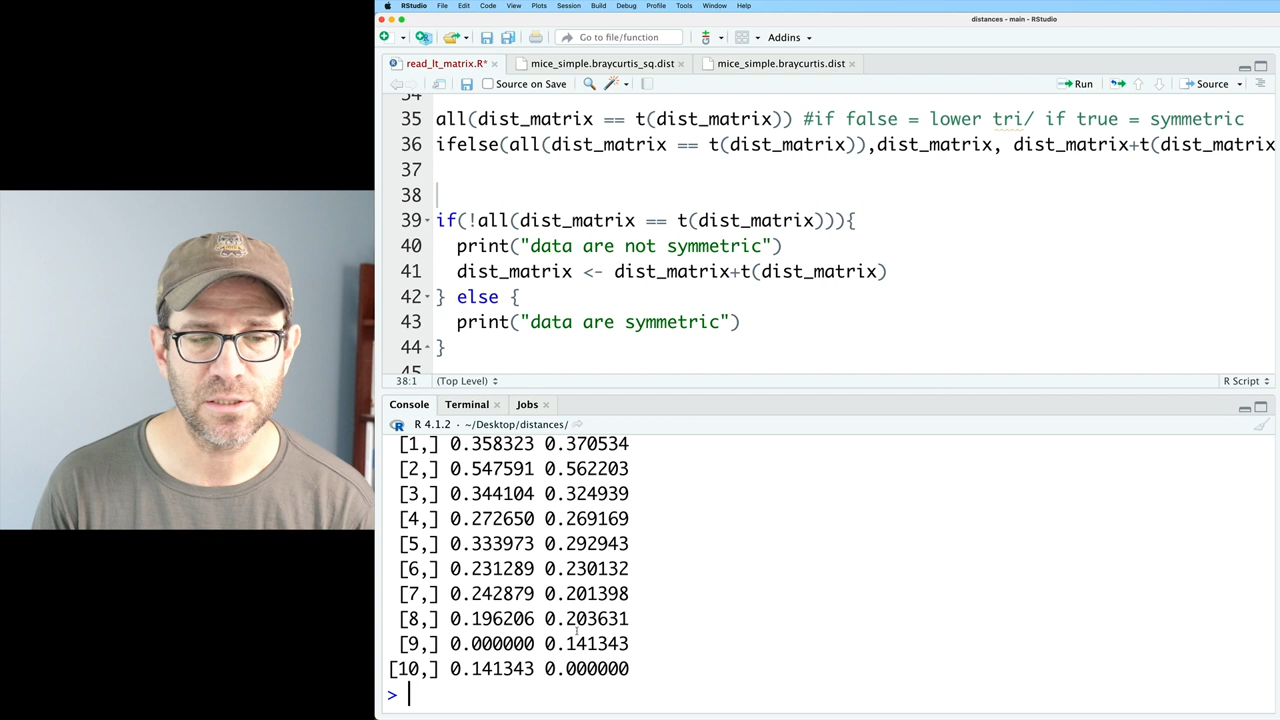 RStudio File Edit Code View Plots Session Build Debug Profile Tools Window Help
distances - main - RStudio
Go to file/function Addins
read_lt_matrix.R* mice_simple.braycurtis_sq.dist mice_simple.braycurtis.dist
Source on Save Run Source
34
35 all(dist_matrix == t(dist_matrix)) #if false = lower tri/ if true = symmetric
36 ifelse(all(dist_matrix == t(dist_matrix)),dist_matrix, dist_matrix+t(dist_matrix
37
38
39 if(!all(dist_matrix == t(dist_matrix))){
40 print("data are not symmetric")
41 dist_matrix <- dist_matrix+t(dist_matrix)
42 } else {
43 print("data are symmetric")
44 }
45
38:1 (Top Level) R Script
Console Terminal Jobs
R 4.1.2 · ~/Desktop/distances/
[1,] 0.358323 0.370534
[2,] 0.547591 0.562203
[3,] 0.344104 0.324939
[4,] 0.272650 0.269169
[5,] 0.333973 0.292943
[6,] 0.231289 0.230132
[7,] 0.242879 0.201398
[8,] 0.196206 0.203631
[9,] 0.000000 0.141343
[10,] 0.141343 0.000000
>